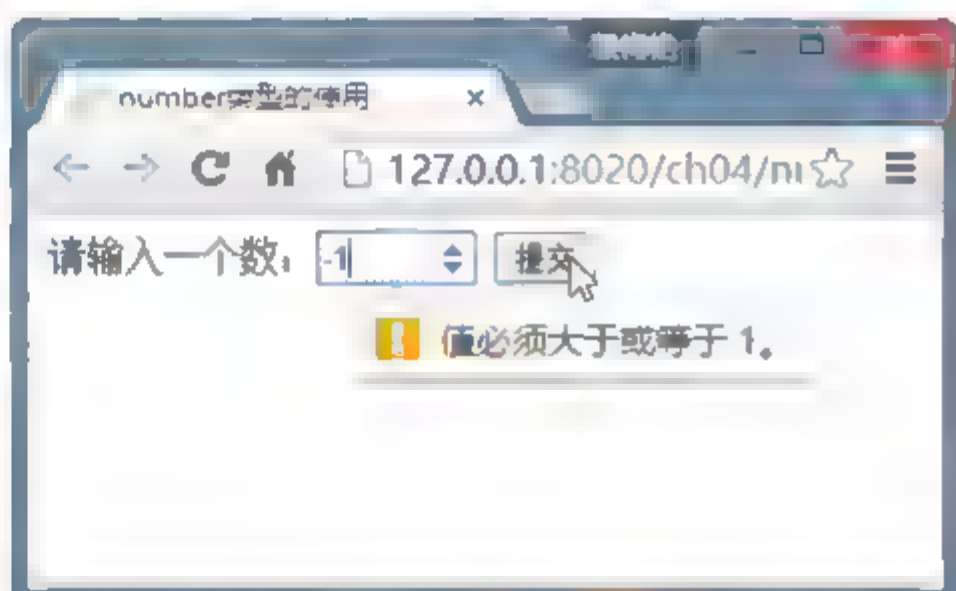 number类型的使用 ×
127.0.0.1:8020/ch04/nu
请输入一个数: -1 提交
值必须大于或等于 1。